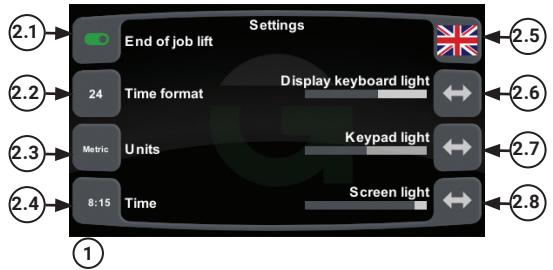 Settings
2.1 End of job lift 2.5
2.2 24 Time format Display keyboard light 2.6
2.3 Metric Units Keypad light 2.7
2.4 8:15 Time Screen light 2.8
1